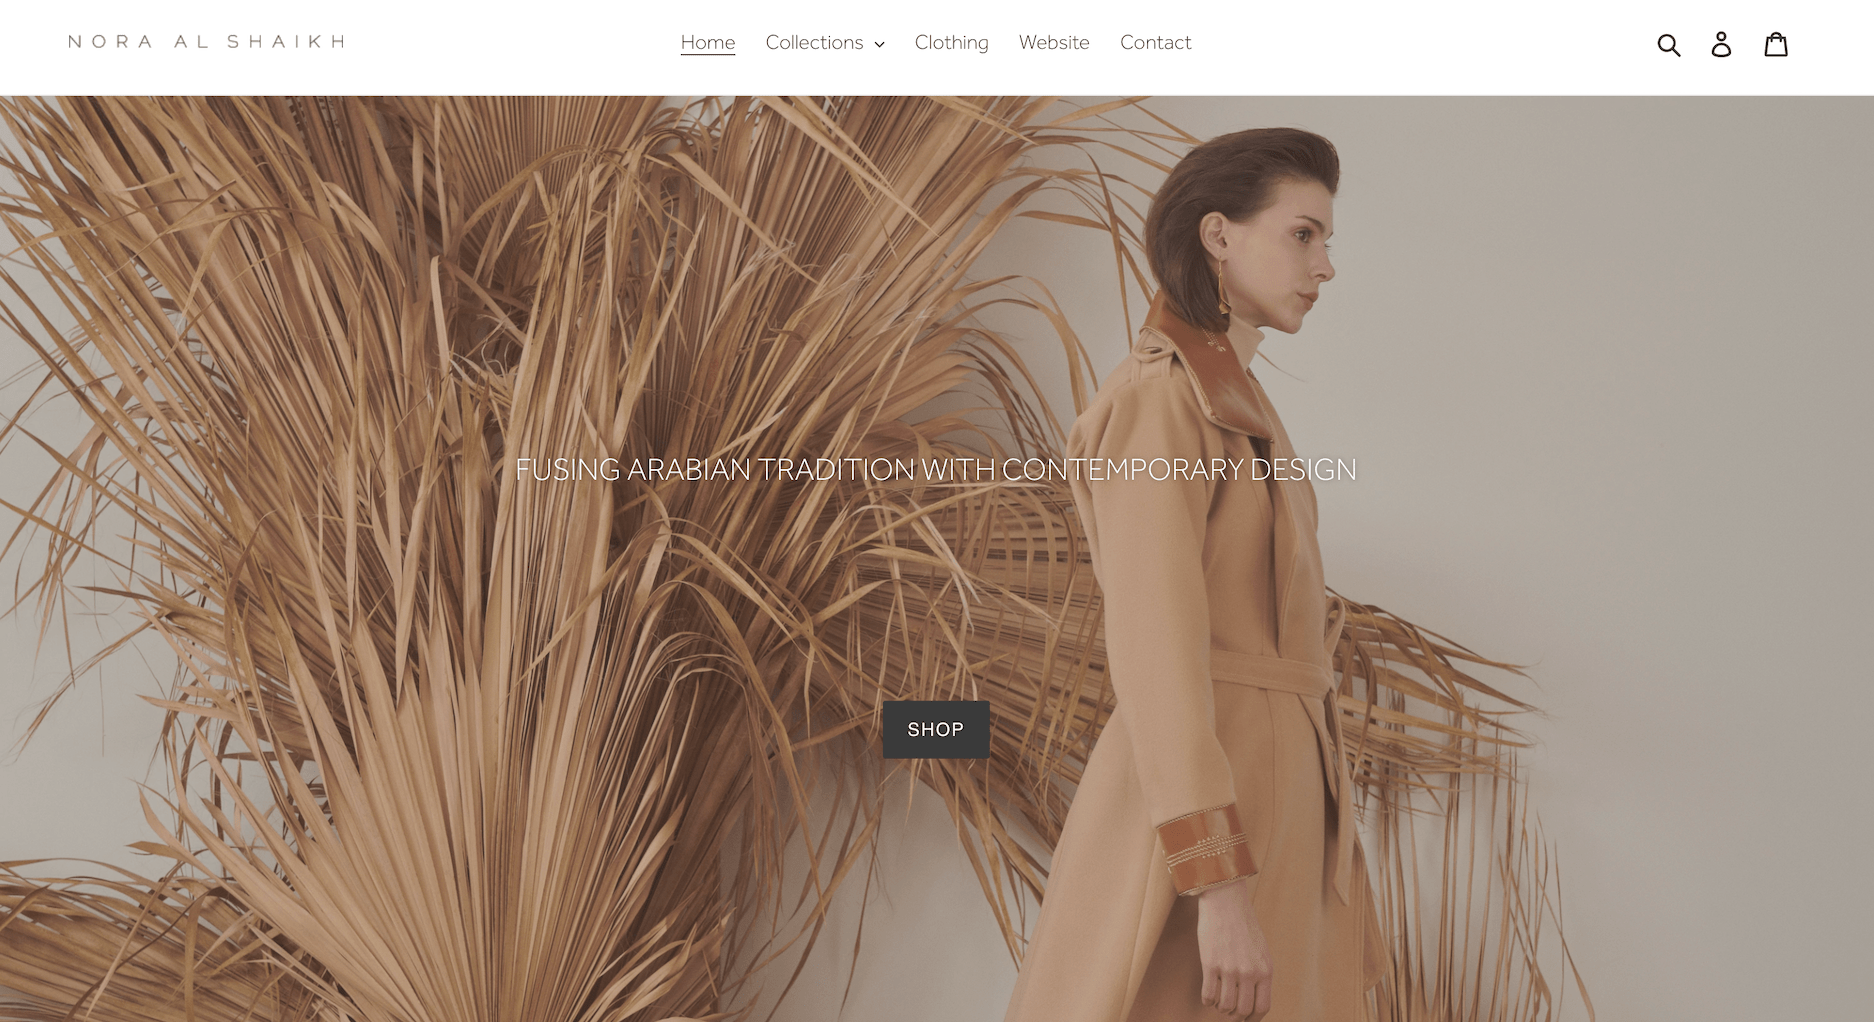 NORA AL SHAIKH
Home Collections Clothing Website Contact
FUSING ARABIAN TRADITION WITH CONTEMPORARY DESIGN
SHOP